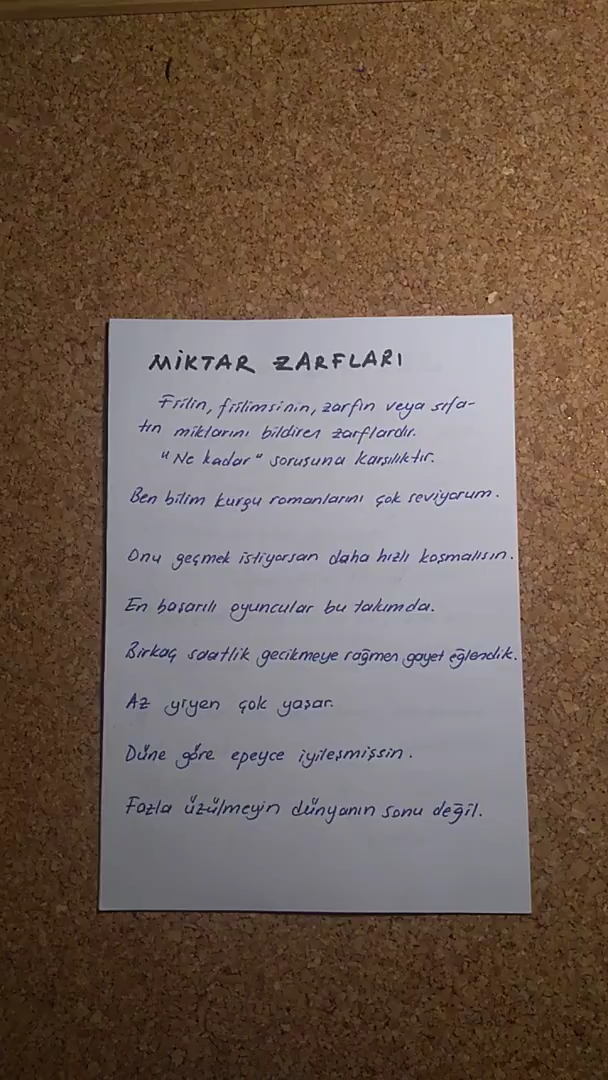 MİKTAR ZARFLARI
Fiilin, fiilimsinin, zarfın veya sıfa-
tın miktarını bildiren zarflardır.
"Ne kadar" sorusuna karşılıktır.
Ben bilim kurgu romanlarını çok seviyorum.
Onu geçmek istiyorsan daha hızlı koşmalısın.
En başarılı oyuncular bu takımda.
Birkaç saatlik gecikmeye rağmen gayet eğlendik.
Az yiyen çok yaşar.
Düne göre epeyce iyileşmişsin.
Fazla üzülmeyin dünyanın sonu değil.